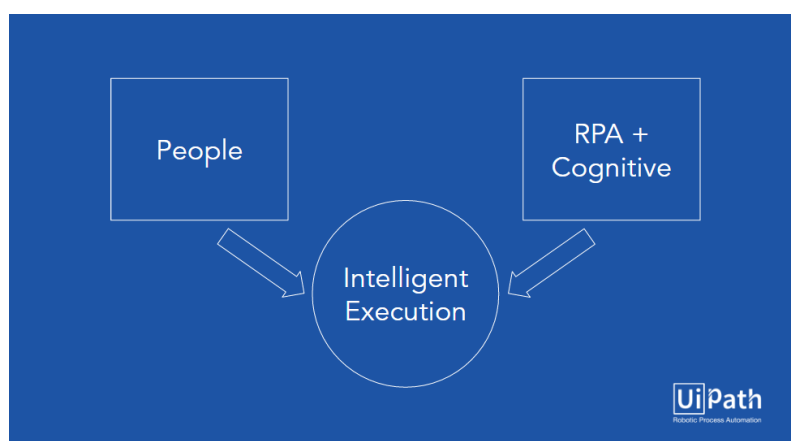 People
RPA +
Cognitive
Intelligent
Execution
UiPath
Robotic Process Automation